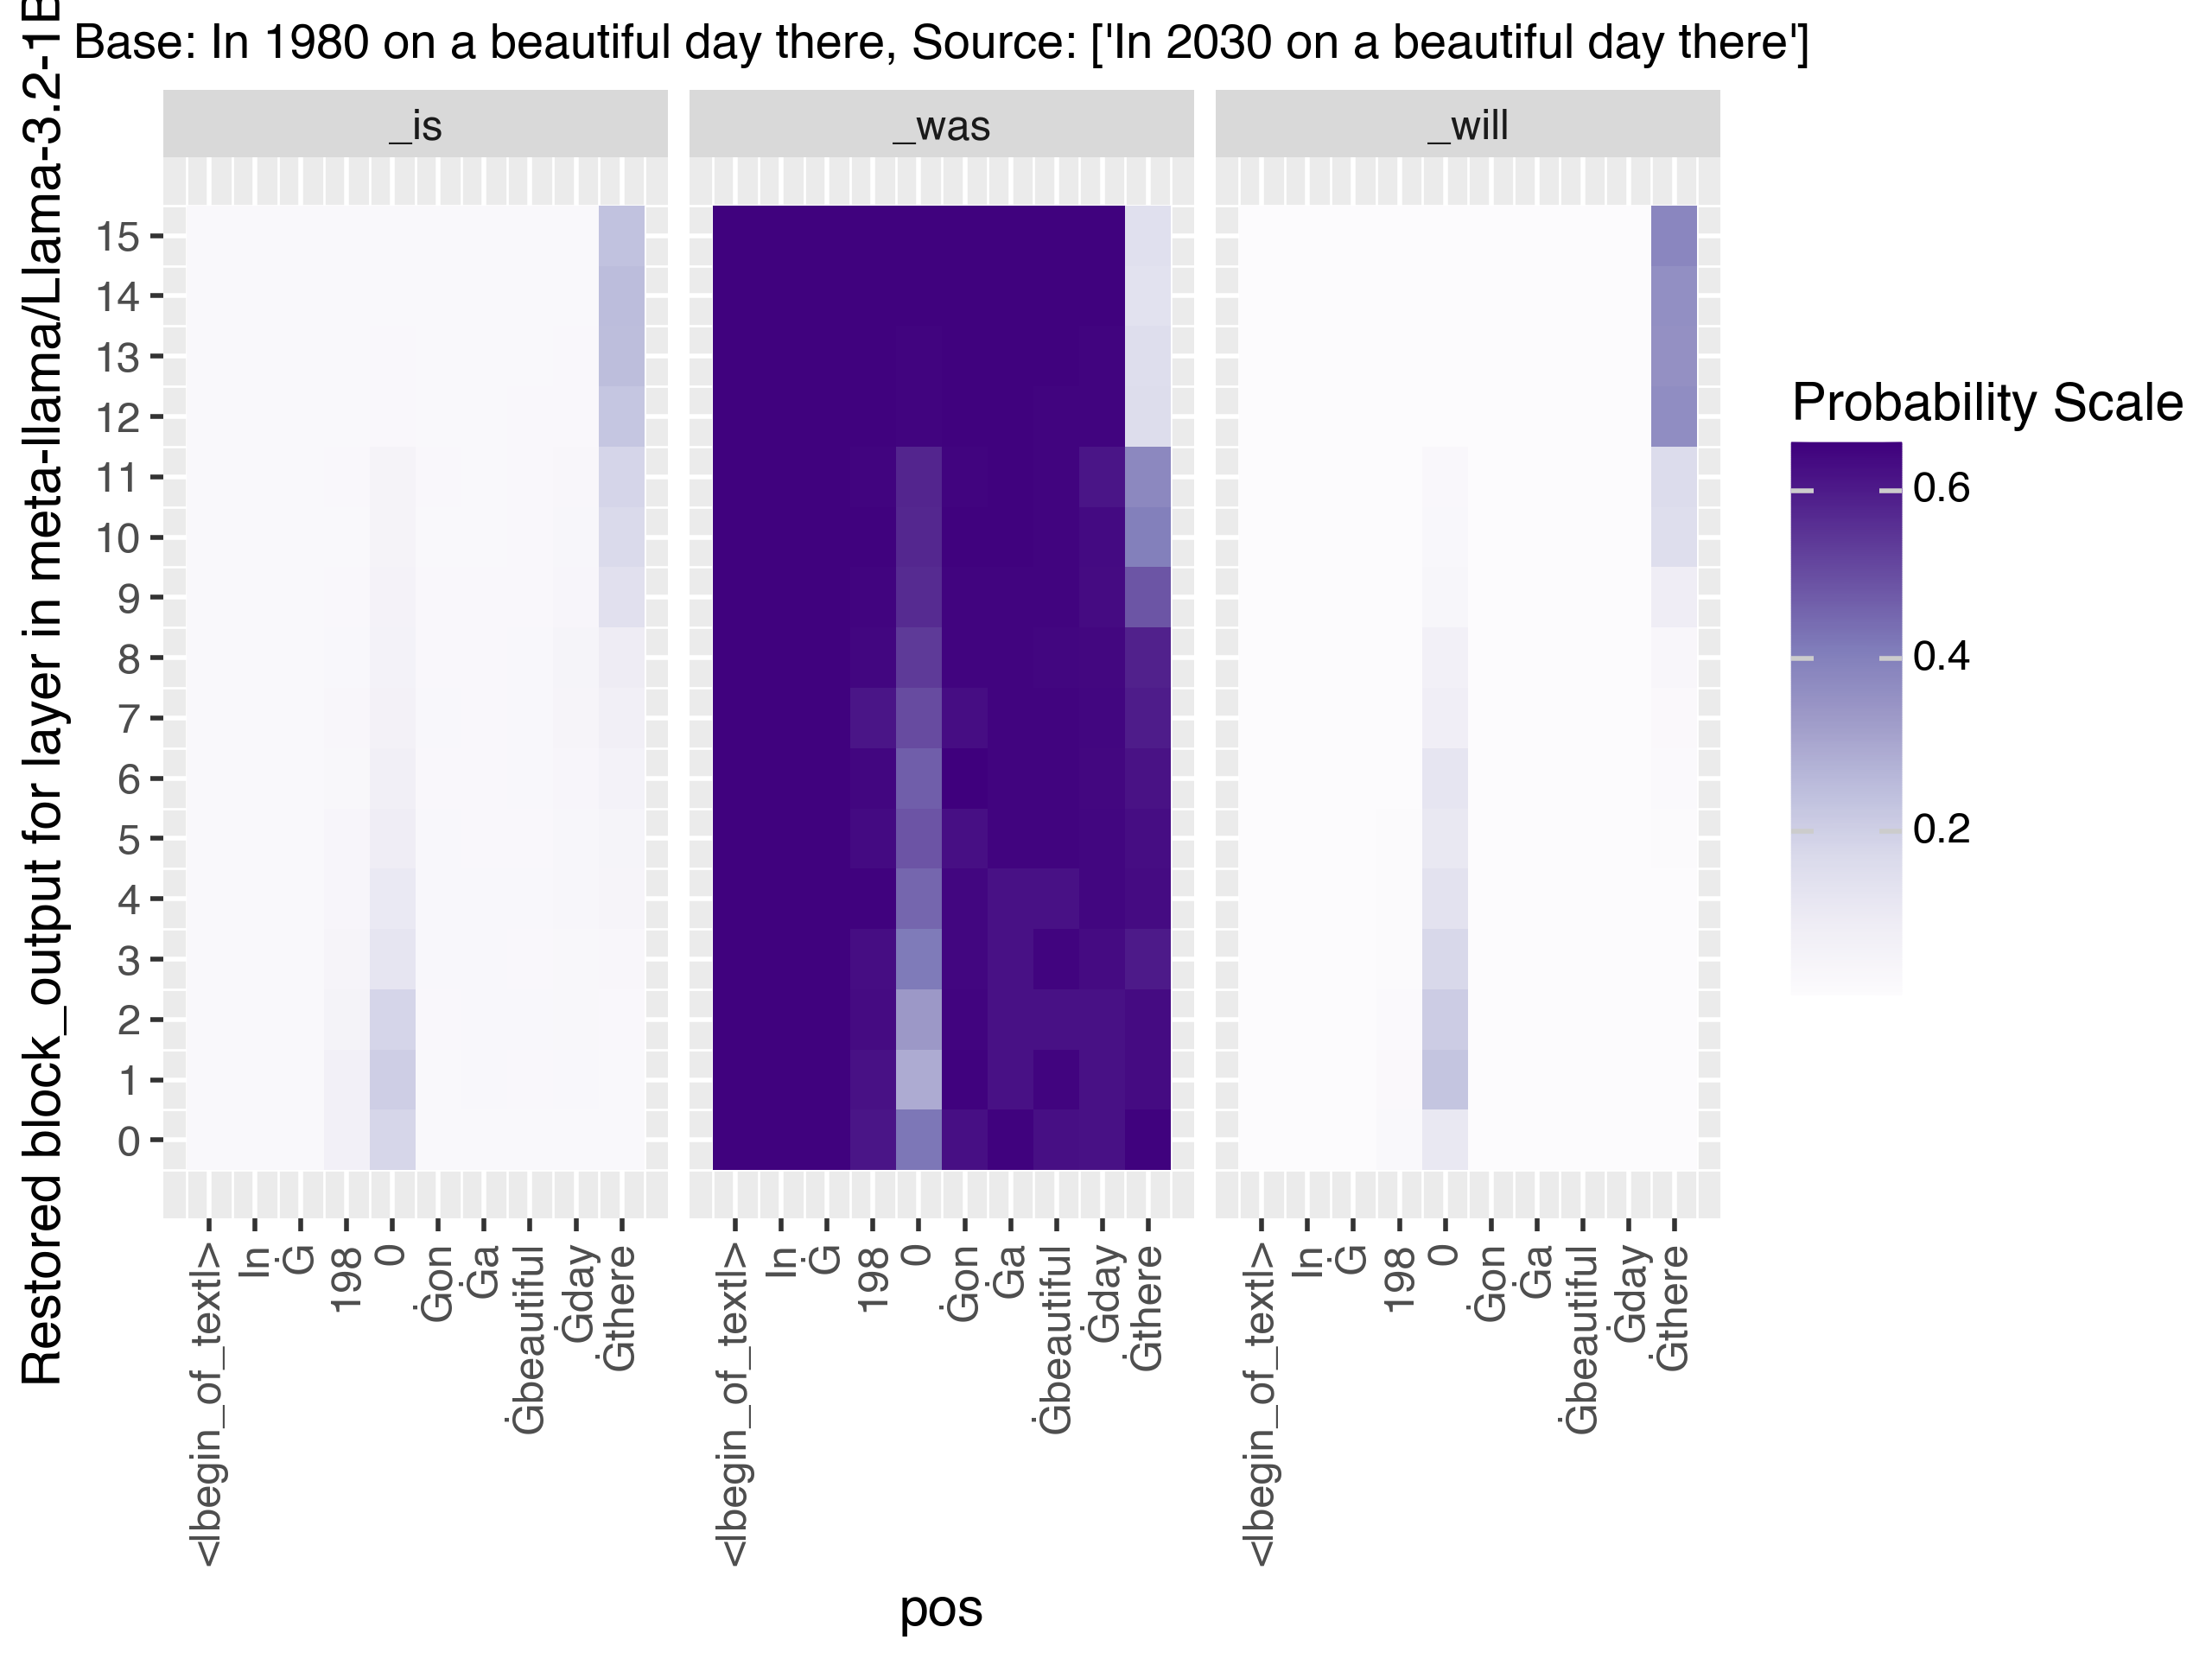 Base: In 1980 on a beautiful day there, Source: ['In 2030 on a beautiful day there']
Restored block_output for layer in meta-llama/Llama-3.2-1B
_is
_was
_will
15
14
13
12
11
10
9
8
7
6
5
4
3
2
1
0
Probability Scale
0.6
0.4
0.2
<|begin_of_text|>
In
Ġ
198
0
Ġon
Ġa
Ġbeautiful
Ġday
Ġthere
<|begin_of_text|>
In
Ġ
198
0
Ġon
Ġa
Ġbeautiful
Ġday
Ġthere
<|begin_of_text|>
In
Ġ
198
0
Ġon
Ġa
Ġbeautiful
Ġday
Ġthere
pos